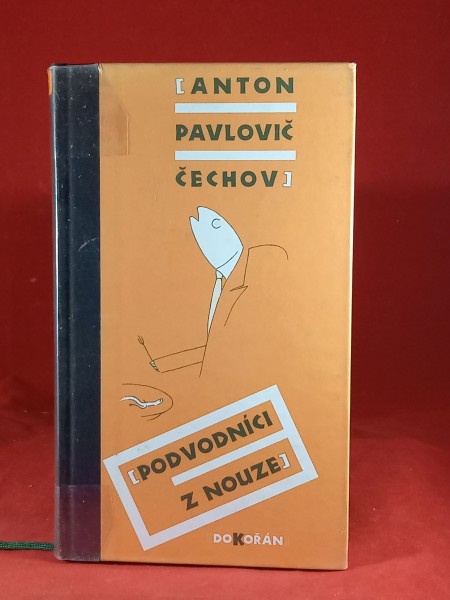 [ANTON
PAVLOVIČ
ČECHOV]
[PODVODNÍCI
Z NOUZE]
DOKOŘÁN